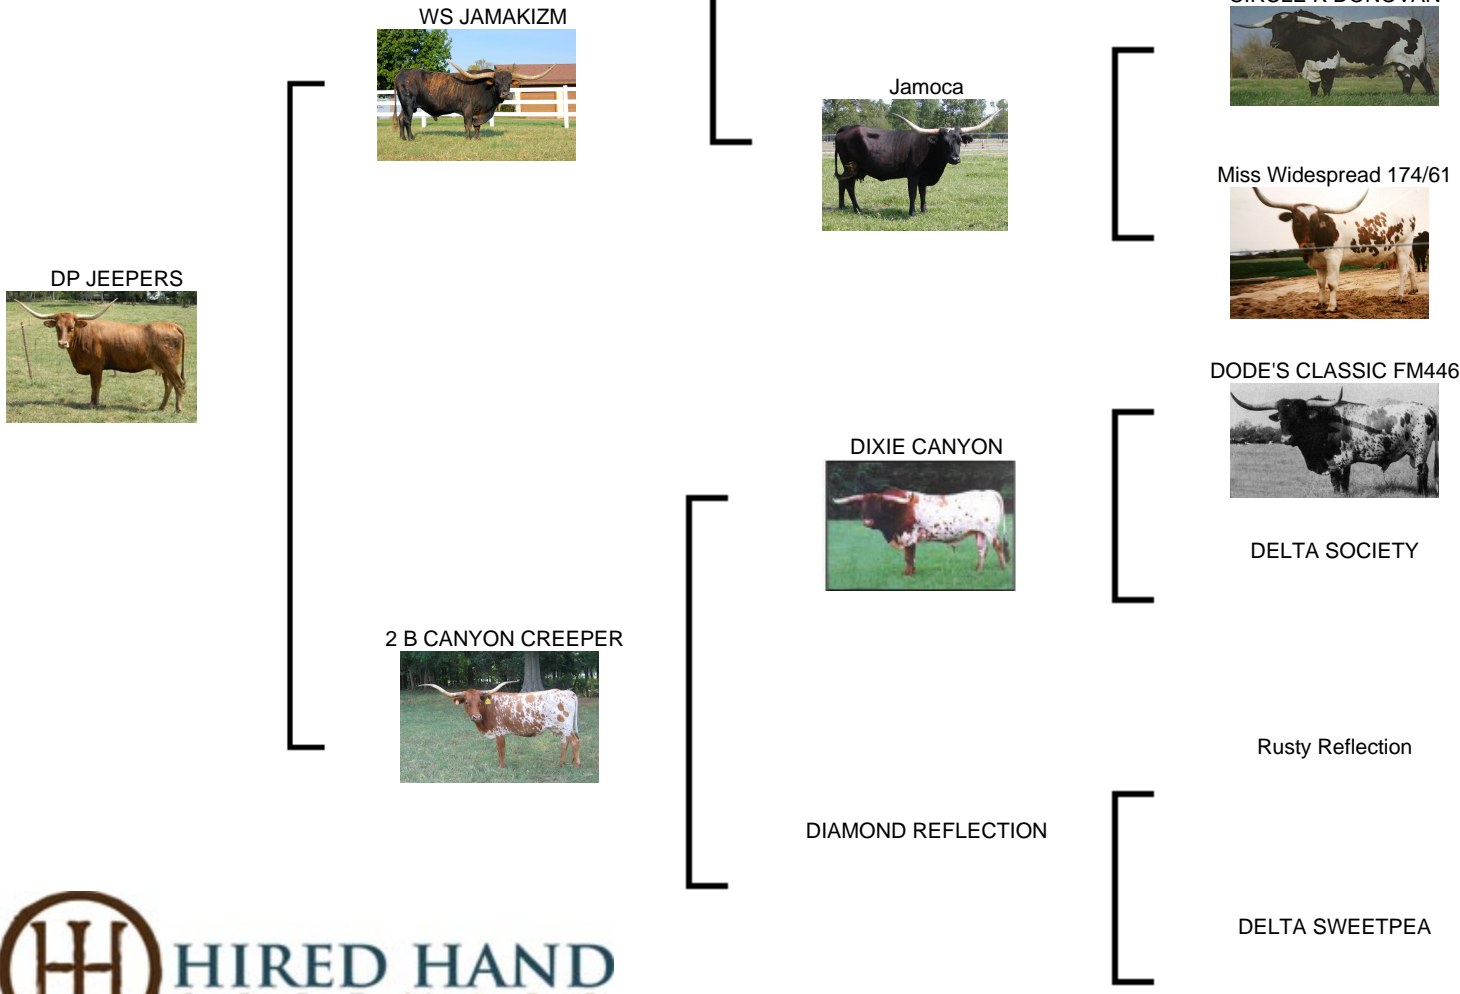 WS JAMAKIZM
Jamoca
Miss Widespread 174/61
DP JEEPERS
DODE'S CLASSIC FM446
DIXIE CANYON
DELTA SOCIETY
2 B CANYON CREEPER
Rusty Reflection
DIAMOND REFLECTION
DELTA SWEETPEA
HIRED HAND